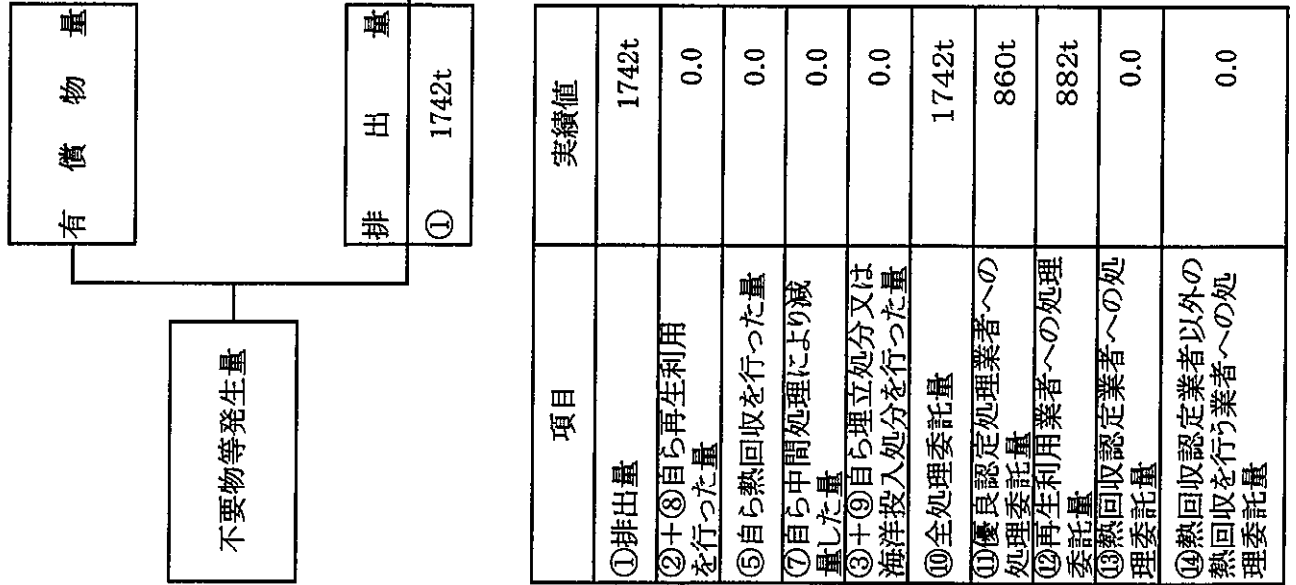 不要物等発生量
有償物量
排出量
① 1742t
項目 実績値
①排出量 1742t
②＋⑧自ら再生利用
を行った量 0.0
⑤自ら熱回収を行った量 0.0
⑦自ら中間処理により減
量した量 0.0
③＋⑨自ら埋立処分又は
海洋投入処分を行った量 0.0
⑩全処理委託量 1742t
⑪優良認定処理業者への
処理委託量 860t
⑫再生利用業者への処理
委託量 882t
⑬熱回収認定業者への処
理委託量 0.0
⑭熱回収認定業者以外の
熱回収を行う業者への処
理委託量 0.0